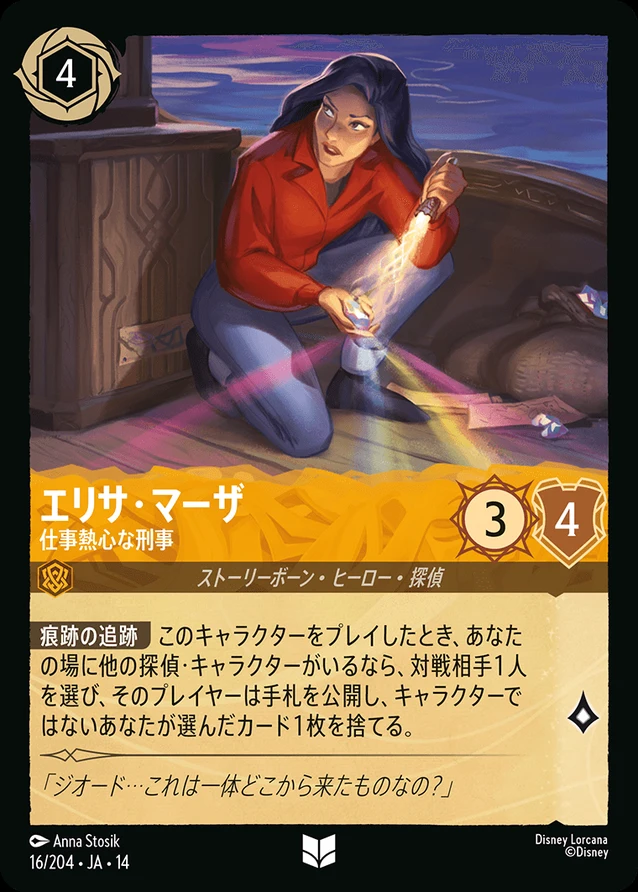 4
エリサ・マーザ
仕事熱心な刑事
3
4
ストーリーボーン・ヒーロー・探偵
痕跡の追跡 このキャラクターをプレイしたとき、あなた
の場に他の探偵・キャラクターがいるなら、対戦相手1人
を選び、そのプレイヤーは手札を公開し、キャラクターで
はないあなたが選んだカード1枚を捨てる。
「ジオード…これは一体どこから来たものなの?」
Anna Stosik
16/204 • JA • 14
Disney Lorcana
©Disney